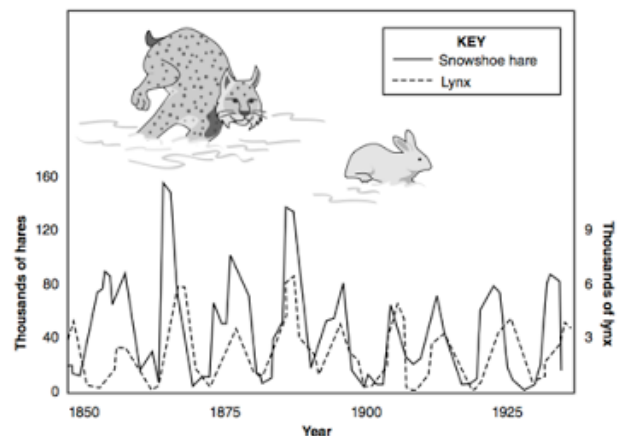 KEY
Snowshoe hare
Lynx
160
120
80
40
0
Thousands of hares
9
6
3
Thousands of lynx
1850
1875
1900
1925
Year